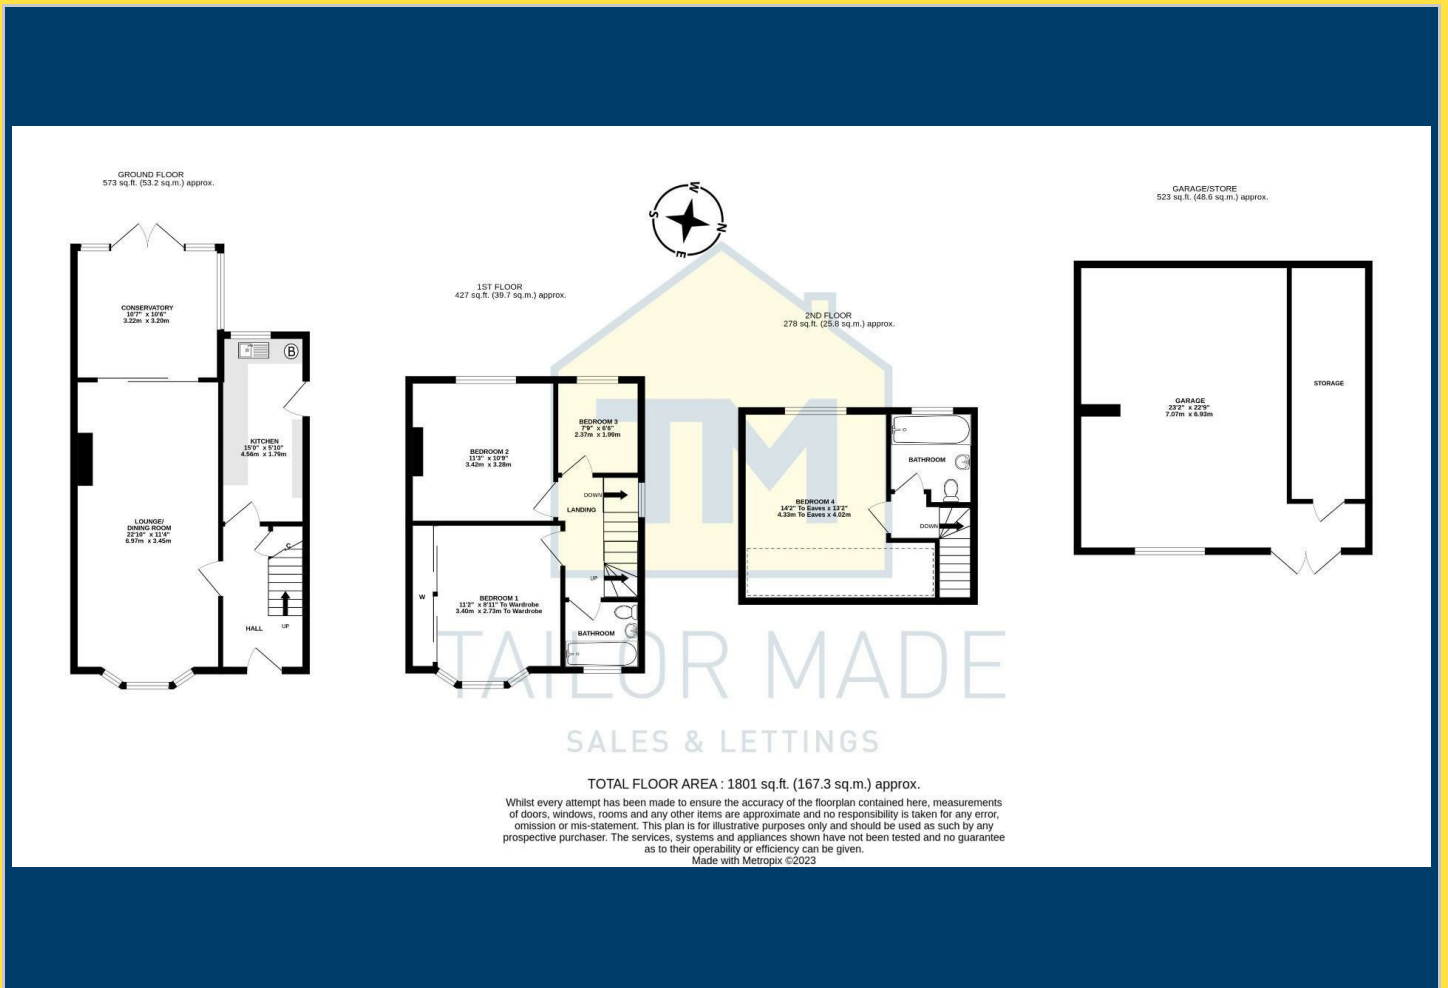 GROUND FLOOR
573 sq.ft. (53.2 sq.m.) approx.
CONSERVATORY
10'7" x 10'6"
3.22m x 3.20m
B
KITCHEN
15'0" x 5'10"
4.56m x 1.79m
LOUNGE/
DINING ROOM
22'10" x 11'4"
6.97m x 3.45m
C
HALL
UP
1ST FLOOR
427 sq.ft. (39.7 sq.m.) approx.
BEDROOM 3
7'9" x 6'6"
2.37m x 1.99m
BEDROOM 2
11'3" x 10'9"
3.42m x 3.28m
DOWN
LANDING
UP
W
BEDROOM 1
11'2" x 8'11" To Wardrobe
3.40m x 2.73m To Wardrobe
BATHROOM
W
N
S
E
2ND FLOOR
278 sq.ft. (25.8 sq.m.) approx.
BATHROOM
BEDROOM 4
14'2" To Eaves x 13'2"
4.33m To Eaves x 4.02m
DOWN
GARAGE/STORE
523 sq.ft. (48.6 sq.m.) approx.
STORAGE
GARAGE
23'2" x 22'9"
7.07m x 6.93m
TM
TAILOR MADE
SALES & LETTINGS
TOTAL FLOOR AREA : 1801 sq.ft. (167.3 sq.m.) approx.
Whilst every attempt has been made to ensure the accuracy of the floorplan contained here, measurements
of doors, windows, rooms and any other items are approximate and no responsibility is taken for any error,
omission or mis-statement. This plan is for illustrative purposes only and should be used as such by any
prospective purchaser. The services, systems and appliances shown have not been tested and no guarantee
as to their operability or efficiency can be given.
Made with Metropix ©2023